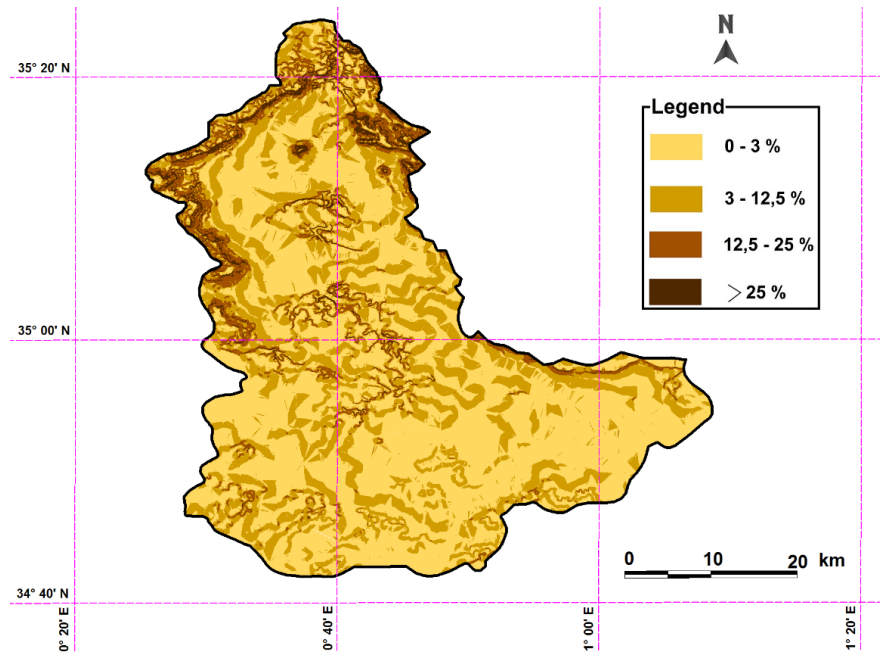 N
35° 20' N
Legend
0 - 3 %
3 - 12,5 %
12,5 - 25 %
> 25 %
35° 00' N
0 10 20 km
34° 40' N
0° 20' E
0° 40' E
1° 00' E
1° 20' E